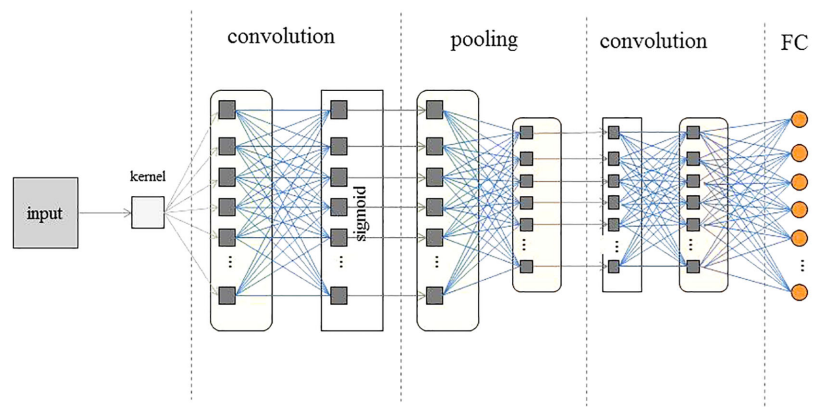 convolution
pooling
convolution
FC
kernel
input
sigmoid
...
...
...
...
...
...
...